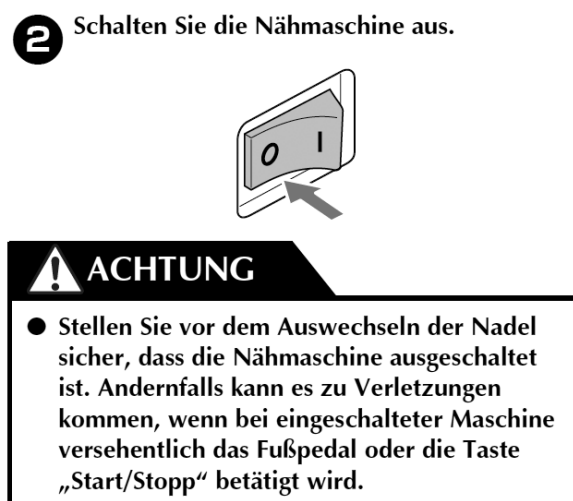 2 Schalten Sie die Nähmaschine aus.
O I
ACHTUNG
● Stellen Sie vor dem Auswechseln der Nadel
sicher, dass die Nähmaschine ausgeschaltet
ist. Andernfalls kann es zu Verletzungen
kommen, wenn bei eingeschalteter Maschine
versehentlich das Fußpedal oder die Taste
„Start/Stopp“ betätigt wird.